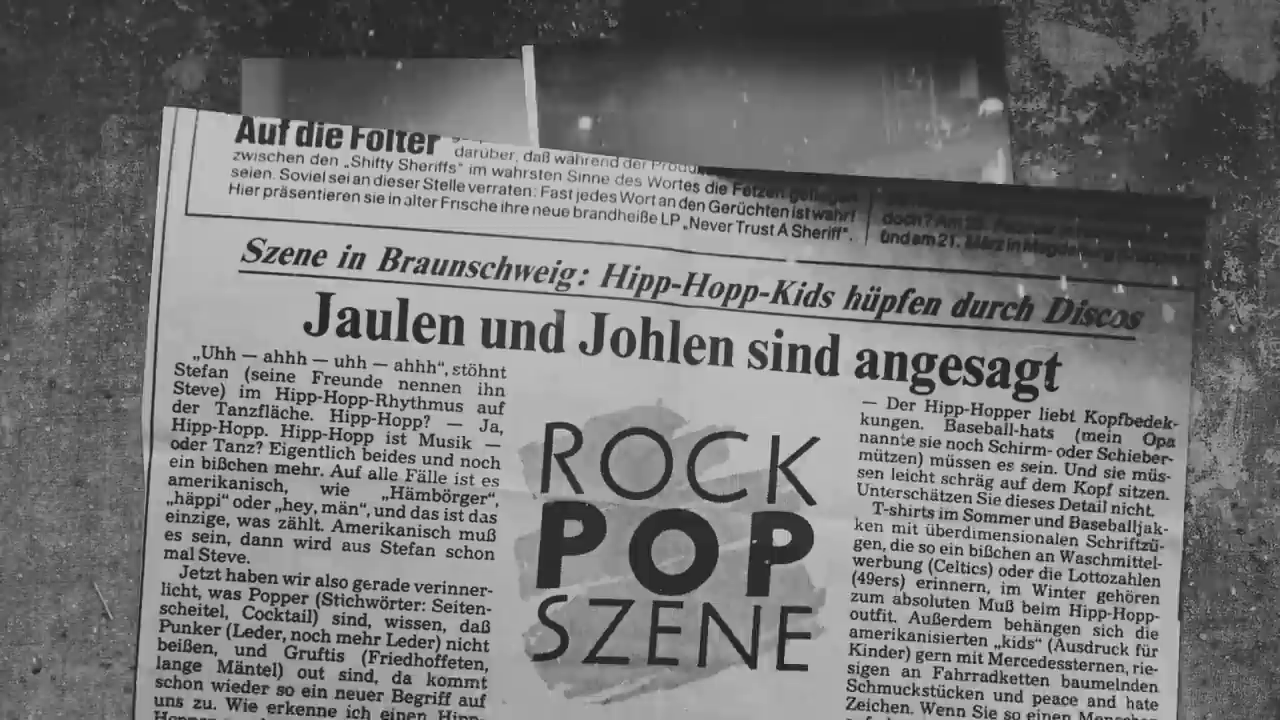 Auf die Folter
darüber, daß während der Produk
zwischen den „Shifty Sheriffs" im wahrsten Sinne des Wortes die Fetzen geflogen
seien. Soviel sei an dieser Stelle verraten: Fast jedes Wort an den Gerüchten ist wahr!
Hier präsentieren sie in alter Frische ihre neue brandheiße LP „Never Trust A Sheriff".
und am 21. März in Magdeburg
Szene in Braunschweig: Hipp-Hopp-Kids hüpfen durch Discos
Jaulen und Johlen sind angesagt
„Uhh — ahhh — uhh — ahhh", stöhnt
Stefan (seine Freunde nennen ihn
Steve) im Hipp-Hopp-Rhythmus auf
der Tanzfläche. Hipp-Hopp? — Ja,
Hipp-Hopp. Hipp-Hopp ist Musik —
oder Tanz? Eigentlich beides und noch
ein bißchen mehr. Auf alle Fälle ist es
amerikanisch, wie „Hämbörger",
„häppi" oder „hey, män", und das ist das
einzige, was zählt. Amerikanisch muß
es sein, dann wird aus Stefan schon
mal Steve.
Jetzt haben wir also gerade verinner-
licht, was Popper (Stichwörter: Seiten-
scheitel, Cocktail) sind, wissen, daß
Punker (Leder, noch mehr Leder) nicht
beißen, und Gruftis (Friedhoffeten,
lange Mäntel) out sind, da kommt
schon wieder so ein neuer Begriff auf
uns zu. Wie erkenne ich einen Hipp-
ROCK
POP
SZENE
— Der Hipp-Hopper liebt Kopfbedek-
kungen. Baseball-hats (mein Opa
nannte sie noch Schirm- oder Schieber-
mützen) müssen es sein. Und sie müs-
sen leicht schräg auf dem Kopf sitzen.
Unterschätzen Sie dieses Detail nicht.
T-shirts im Sommer und Baseballjak-
ken mit überdimensionalen Schriftzü-
gen, die so ein bißchen an Waschmittel-
werbung (Celtics) oder die Lottozahlen
(49ers) erinnern, im Winter gehören
zum absoluten Muß beim Hipp-Hopp-
outfit. Außerdem behängen sich die
amerikanisierten „kids" (Ausdruck für
Kinder) gern mit Mercedessternen, rie-
sigen an Fahrradketten baumelnden
Schmuckstücken und peace and hate
Zeichen. Wenn Sie so einen Menschen